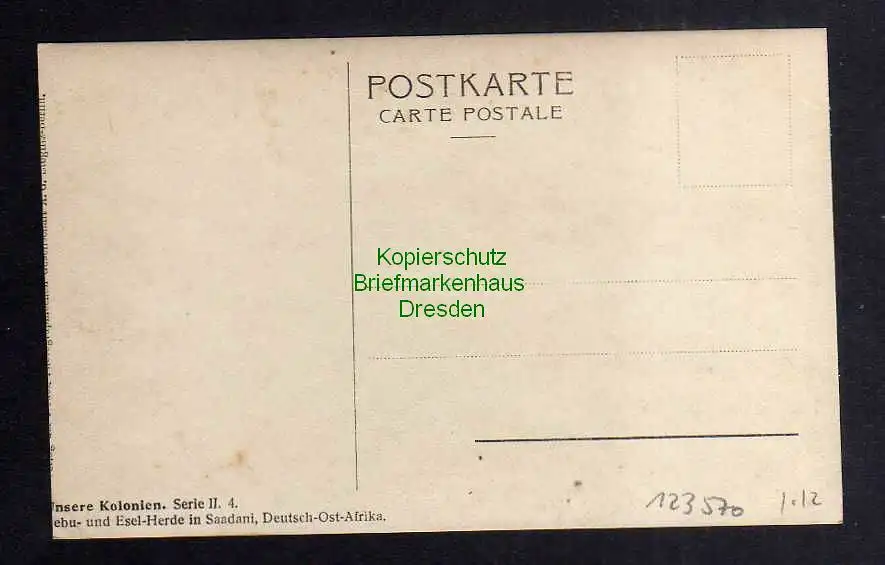 POSTKARTE
CARTE POSTALE
Kopierschutz
Briefmarkenhaus
Dresden
nsere Kolonien. Serie II. 4.
ebu- und Esel-Herde in Saadani, Deutsch-Ost-Afrika.
123570
1.12